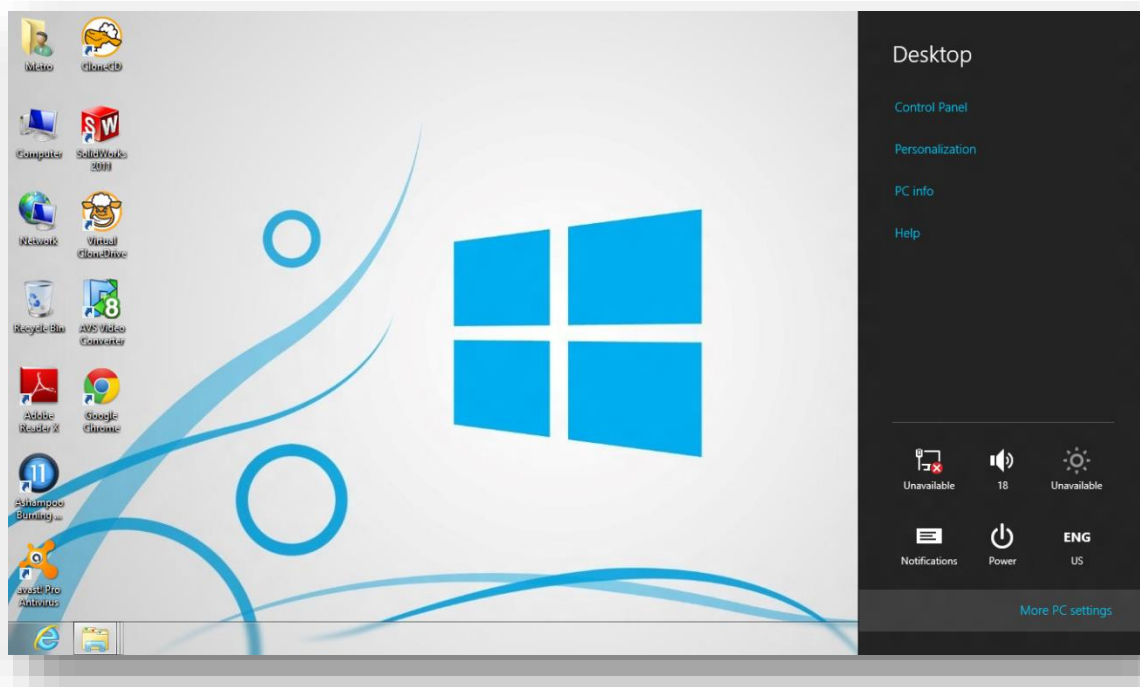 Metro
CloneCD
Computer
SolidWorks
2011
Network
Virtual
CloneDrive
Recycle Bin
AVS Video
Converter
Adobe
Reader X
Google
Chrome
Ashampoo
Burning ...
avast! Pro
Antivirus
Desktop
Control Panel
Personalization
PC info
Help
Unavailable
18
Unavailable
Notifications
Power
ENG
US
More PC settings